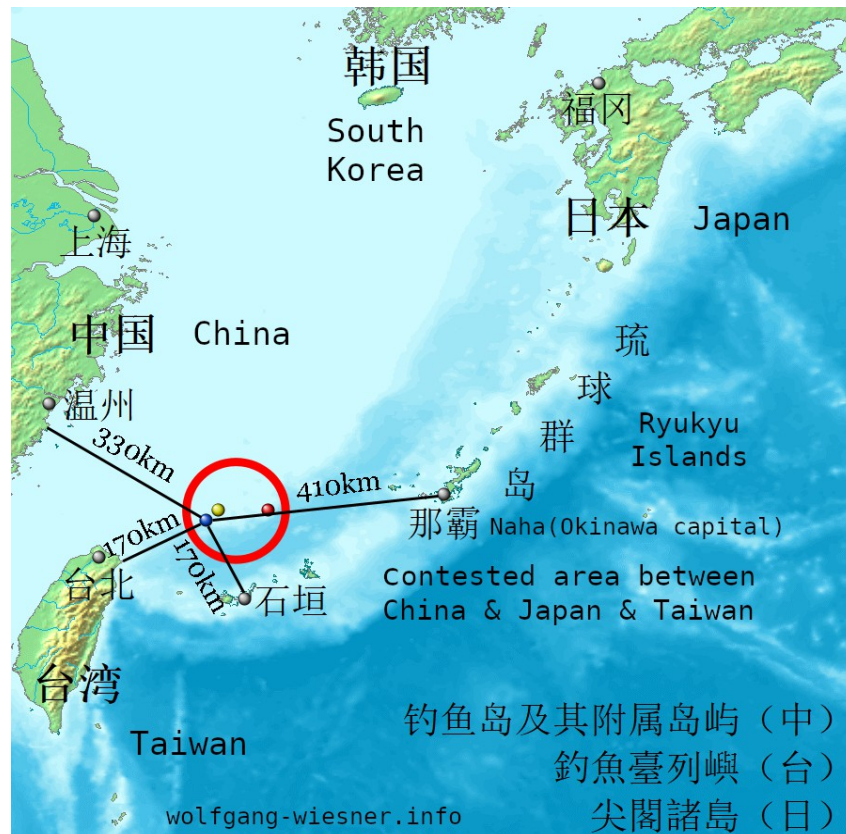 韩国
South
Korea
福冈
日本
Japan
上海
中国
China
琉
球
群
岛
温州
Ryukyu
Islands
330km
410km
170km
170km
那霸
Naha(Okinawa capital)
台北
石垣
Contested area between
China & Japan & Taiwan
台湾
Taiwan
钓鱼岛及其附属岛屿（中）
釣魚臺列嶼（台）
尖閣諸島（日）
wolfgang-wiesner.info